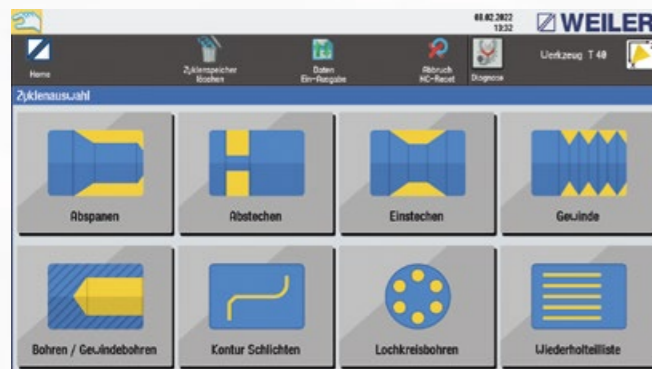 08.02.2022
13:32
WEILER
Home
Zyklenspeicher
löschen
Daten
Ein-Ausgabe
Abbruch
NC-Reset
Diagnose
Werkzeug T 40
Zyklenauswahl
Abspanen
Abstechen
Einstechen
Gewinde
Bohren / Gewindebohren
Kontur Schlichten
Lochkreisbohren
Wiederholteilliste